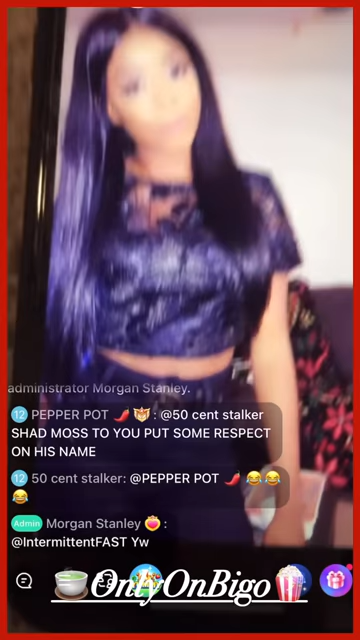 administrator Morgan Stanley.
12 PEPPER POT 🌶️: @50 cent stalker
SHAD MOSS TO YOU PUT SOME RESPECT
ON HIS NAME
12 50 cent stalker: @PEPPER POT 🌶️ 😂😂
😂
Admin Morgan Stanley:
@IntermittentFAST Yw
OnlyOnBigo